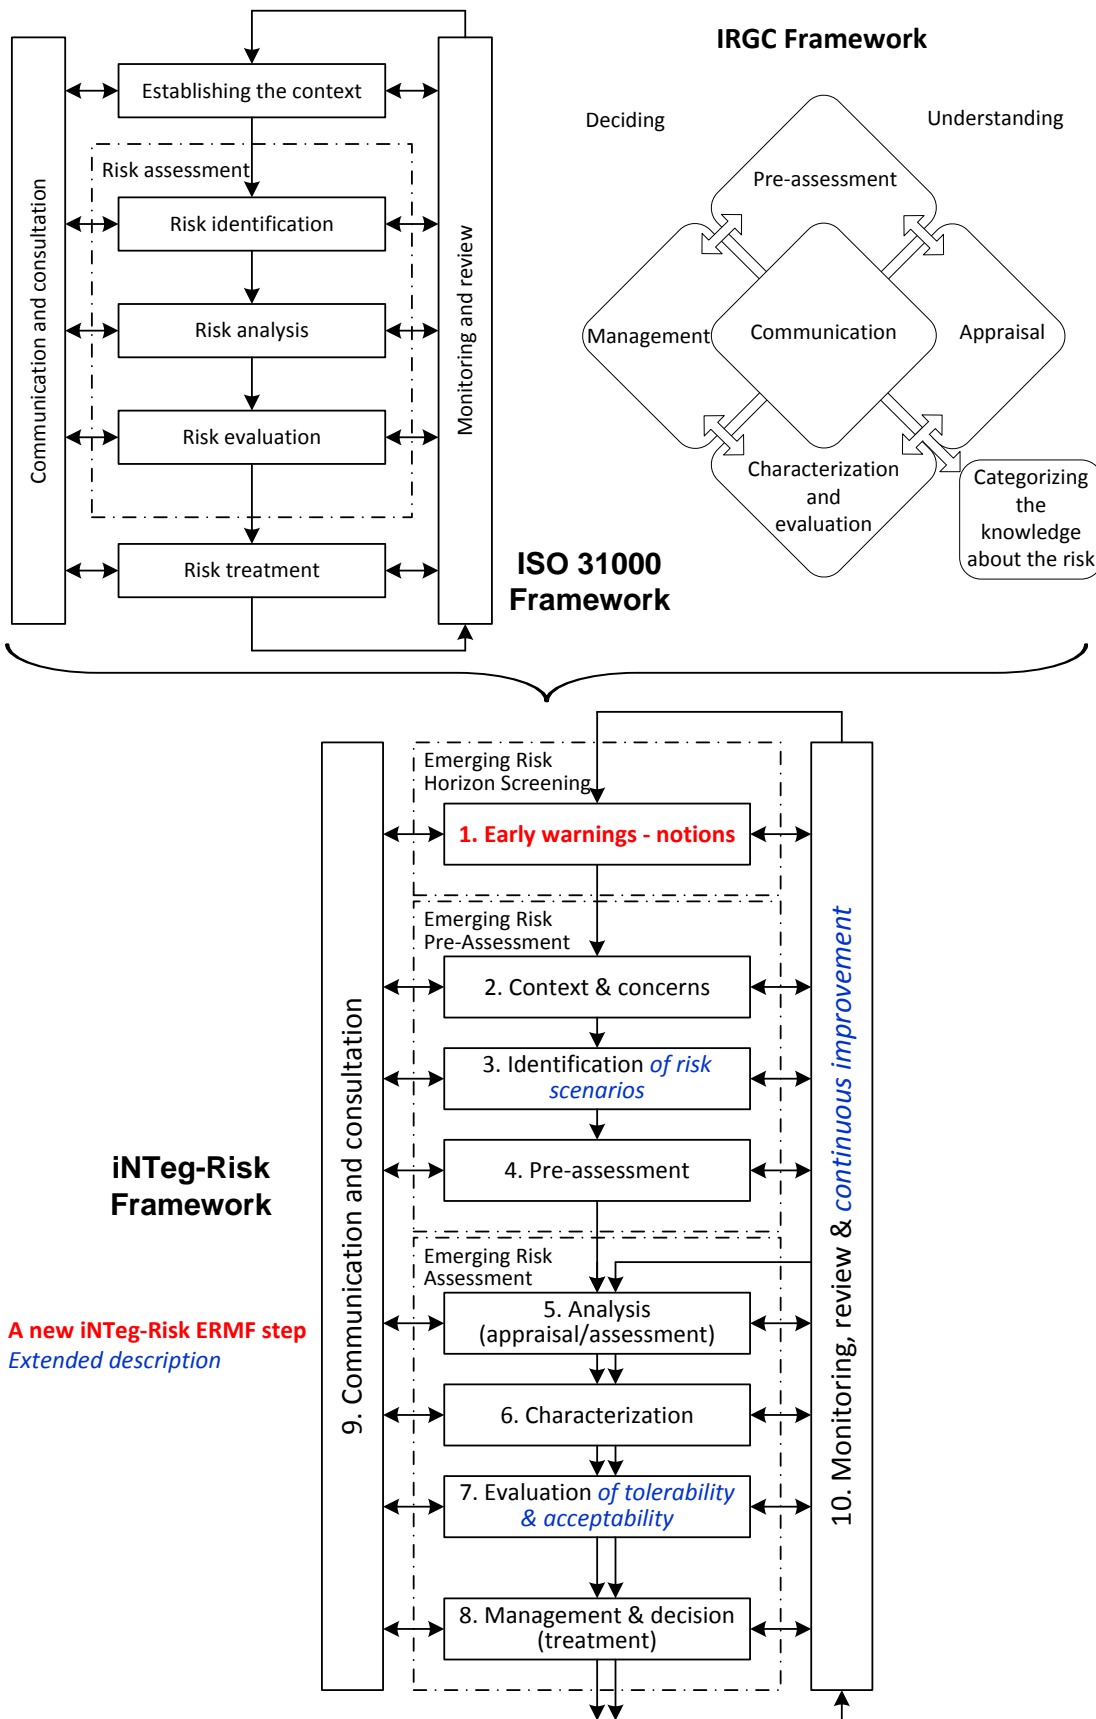 IRGC Framework
Establishing the context
Risk assessment
Risk identification
Risk analysis
Risk evaluation
Risk treatment
Communication and consultation
Monitoring and review
ISO 31000
Framework
Deciding
Understanding
Pre-assessment
Management
Communication
Appraisal
Characterization
and
evaluation
Categorizing
the
knowledge
about the risk
Emerging Risk
Horizon Screening
1. Early warnings - notions
Emerging Risk
Pre-Assessment
2. Context & concerns
3. Identification of risk
scenarios
4. Pre-assessment
Emerging Risk
Assessment
5. Analysis
(appraisal/assessment)
6. Characterization
7. Evaluation of tolerability
& acceptability
8. Management & decision
(treatment)
9. Communication and consultation
10. Monitoring, review & continuous improvement
iNTeg-Risk
Framework
A new iNTeg-Risk ERMF step
Extended description